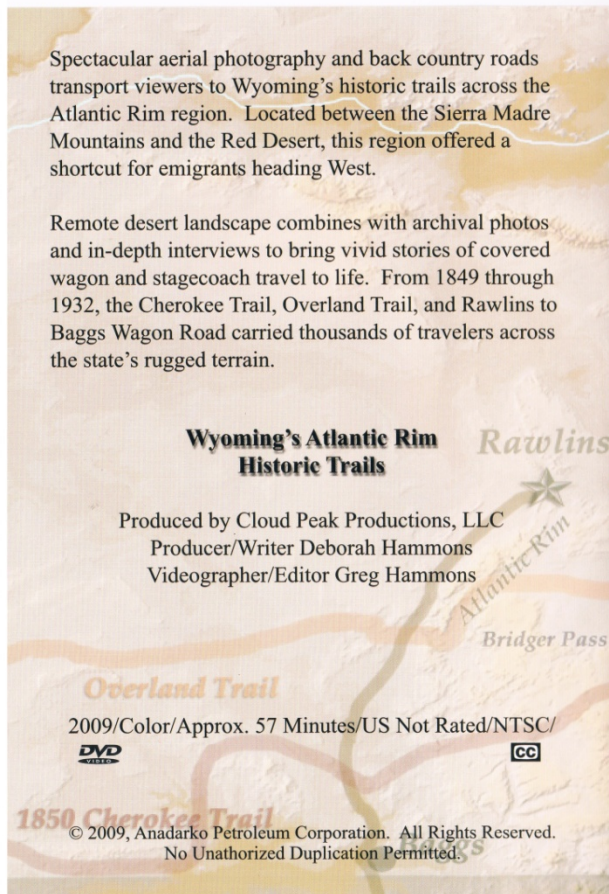 Spectacular aerial photography and back country roads
transport viewers to Wyoming's historic trails across the
Atlantic Rim region.  Located between the Sierra Madre
Mountains and the Red Desert, this region offered a
shortcut for emigrants heading West.
Remote desert landscape combines with archival photos
and in-depth interviews to bring vivid stories of covered
wagon and stagecoach travel to life.  From 1849 through
1932, the Cherokee Trail, Overland Trail, and Rawlins to
Baggs Wagon Road carried thousands of travelers across
the state's rugged terrain.
Wyoming's Atlantic Rim
Historic Trails
Rawlins
Produced by Cloud Peak Productions, LLC
Producer/Writer Deborah Hammons
Videographer/Editor Greg Hammons
Atlantic Rim
Bridger Pass
Overland Trail
2009/Color/Approx. 57 Minutes/US Not Rated/NTSC/
DVD
VIDEO
CC
1850 Cherokee Trail
© 2009, Anadarko Petroleum Corporation.  All Rights Reserved.
Baggs
No Unathorized Duplication Permitted.